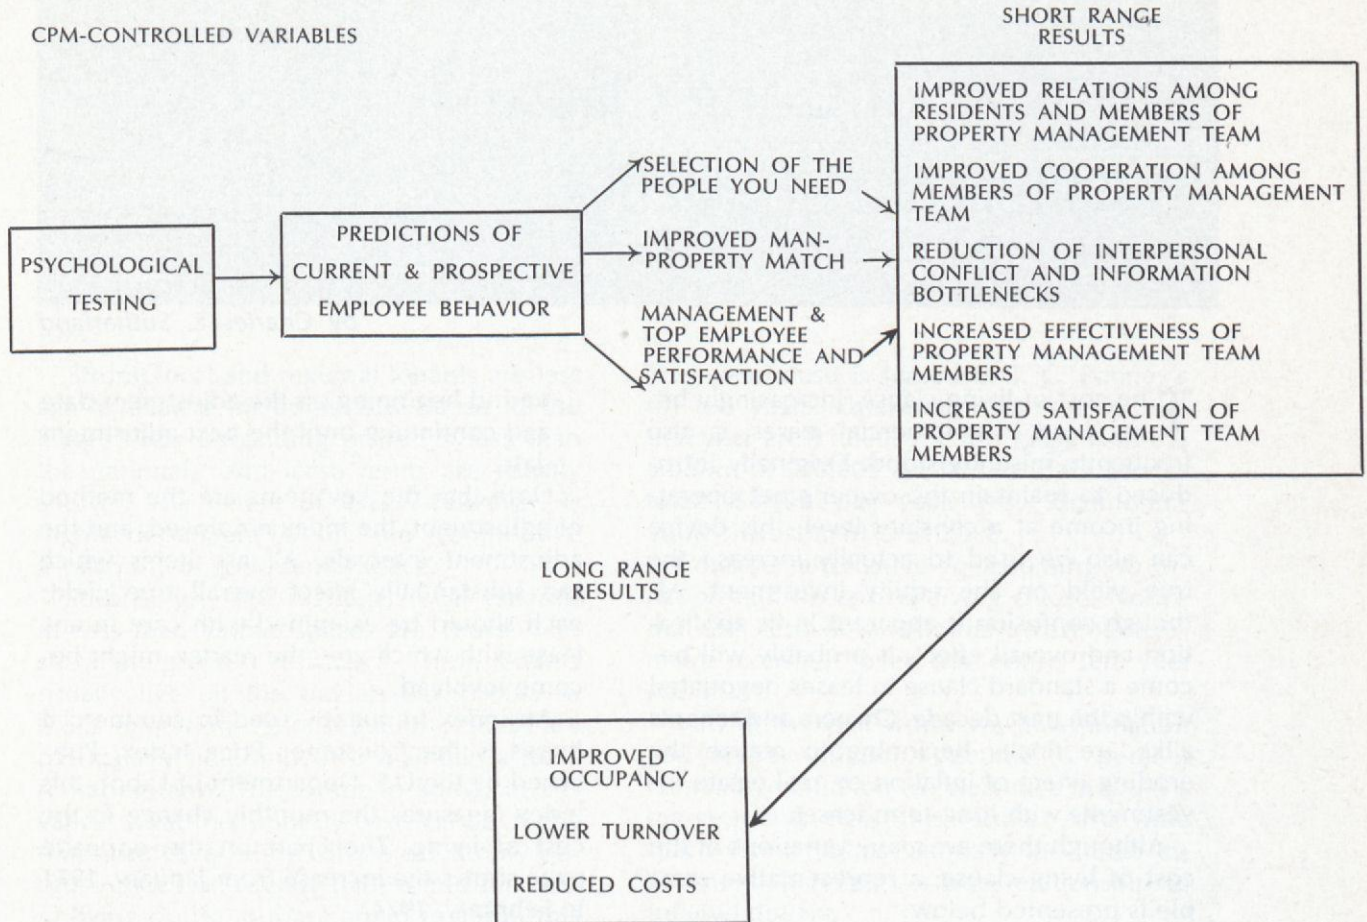 CPM-CONTROLLED VARIABLES
SHORT RANGE
RESULTS
PSYCHOLOGICAL
TESTING
PREDICTIONS OF
CURRENT & PROSPECTIVE
EMPLOYEE BEHAVIOR
SELECTION OF THE
PEOPLE YOU NEED
IMPROVED MAN-
PROPERTY MATCH
MANAGEMENT &
TOP EMPLOYEE
PERFORMANCE AND
SATISFACTION
IMPROVED RELATIONS AMONG
RESIDENTS AND MEMBERS OF
PROPERTY MANAGEMENT TEAM
IMPROVED COOPERATION AMONG
MEMBERS OF PROPERTY MANAGEMENT
TEAM
REDUCTION OF INTERPERSONAL
CONFLICT AND INFORMATION
BOTTLENECKS
INCREASED EFFECTIVENESS OF
PROPERTY MANAGEMENT TEAM
MEMBERS
INCREASED SATISFACTION OF
PROPERTY MANAGEMENT TEAM
MEMBERS
LONG RANGE
RESULTS
IMPROVED
OCCUPANCY
LOWER TURNOVER
REDUCED COSTS